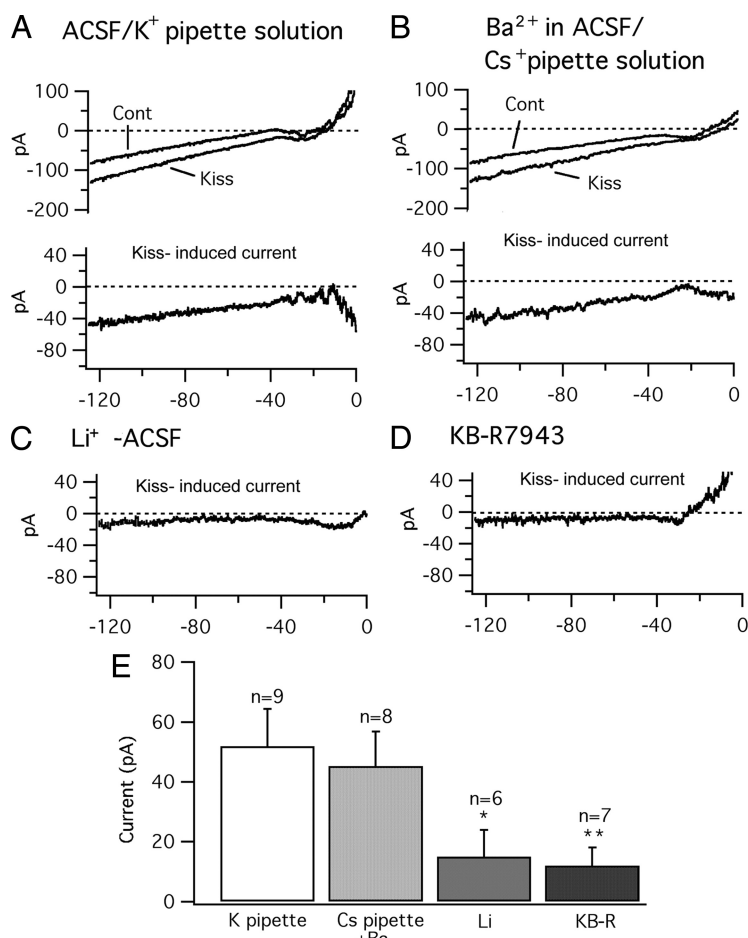 A ACSF/K+ pipette solution
100
0
-100
-200
pA
Cont
Kiss
Kiss- induced current
40
0
-40
-80
pA
-120 -80 -40 0
B Ba2+ in ACSF/
Cs+pipette solution
100
0
-100
-200
pA
Cont
Kiss
Kiss- induced current
40
0
-40
-80
pA
-120 -80 -40 0
C Li+ -ACSF
Kiss- induced current
40
0
-40
-80
pA
-120 -80 -40 0
D KB-R7943
Kiss- induced current
40
0
-40
-80
pA
-120 -80 -40 0
E
80
60
40
20
0
Current (pA)
n=9
n=8
n=6
*
n=7
**
K pipette
Cs pipette
+Ba
Li
KB-R